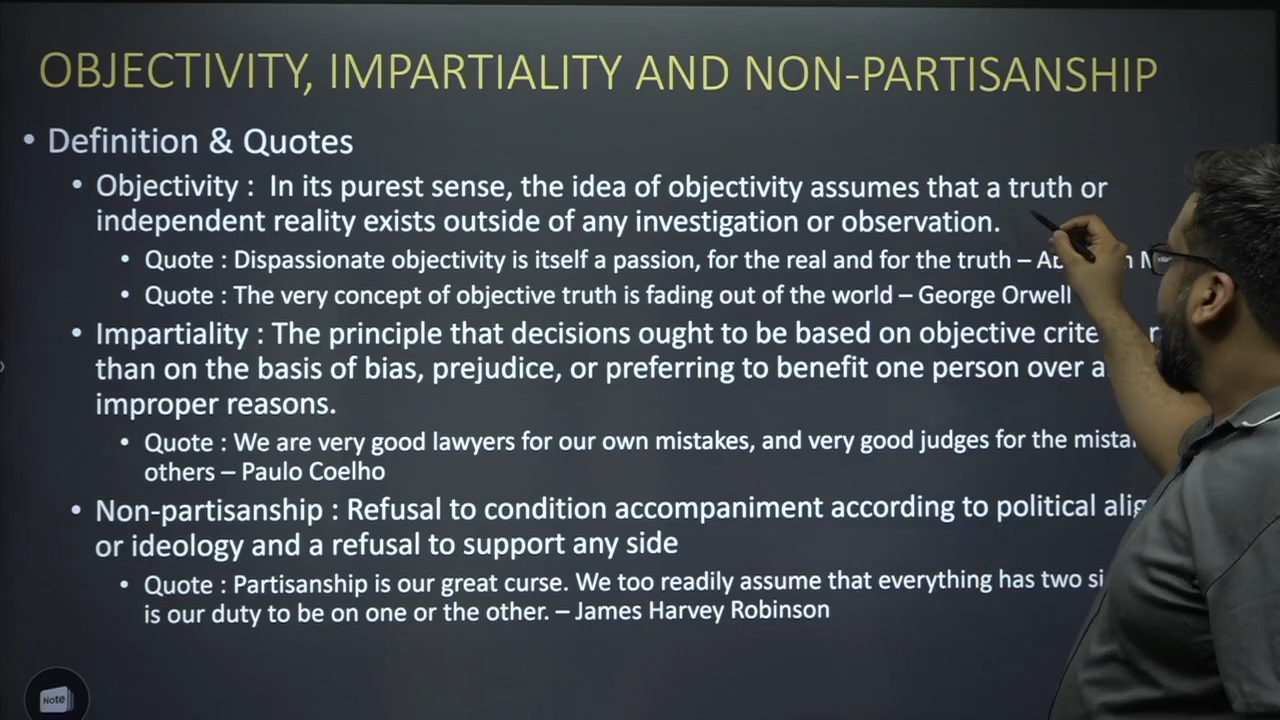 OBJECTIVITY, IMPARTIALITY AND NON-PARTISANSHIP
• Definition & Quotes
• Objectivity : In its purest sense, the idea of objectivity assumes that a truth or
independent reality exists outside of any investigation or observation.
• Quote : Dispassionate objectivity is itself a passion, for the real and for the truth –
• Quote : The very concept of objective truth is fading out of the world – George Orwell
• Impartiality : The principle that decisions ought to be based on objective
than on the basis of bias, prejudice, or preferring to benefit one person over
improper reasons.
• Quote : We are very good lawyers for our own mistakes, and very good judges for the
others – Paulo Coelho
• Non-partisanship : Refusal to condition accompaniment according to political
or ideology and a refusal to support any side
• Quote : Partisanship is our great curse. We too readily assume that everything has two
is our duty to be on one or the other. – James Harvey Robinson
Note